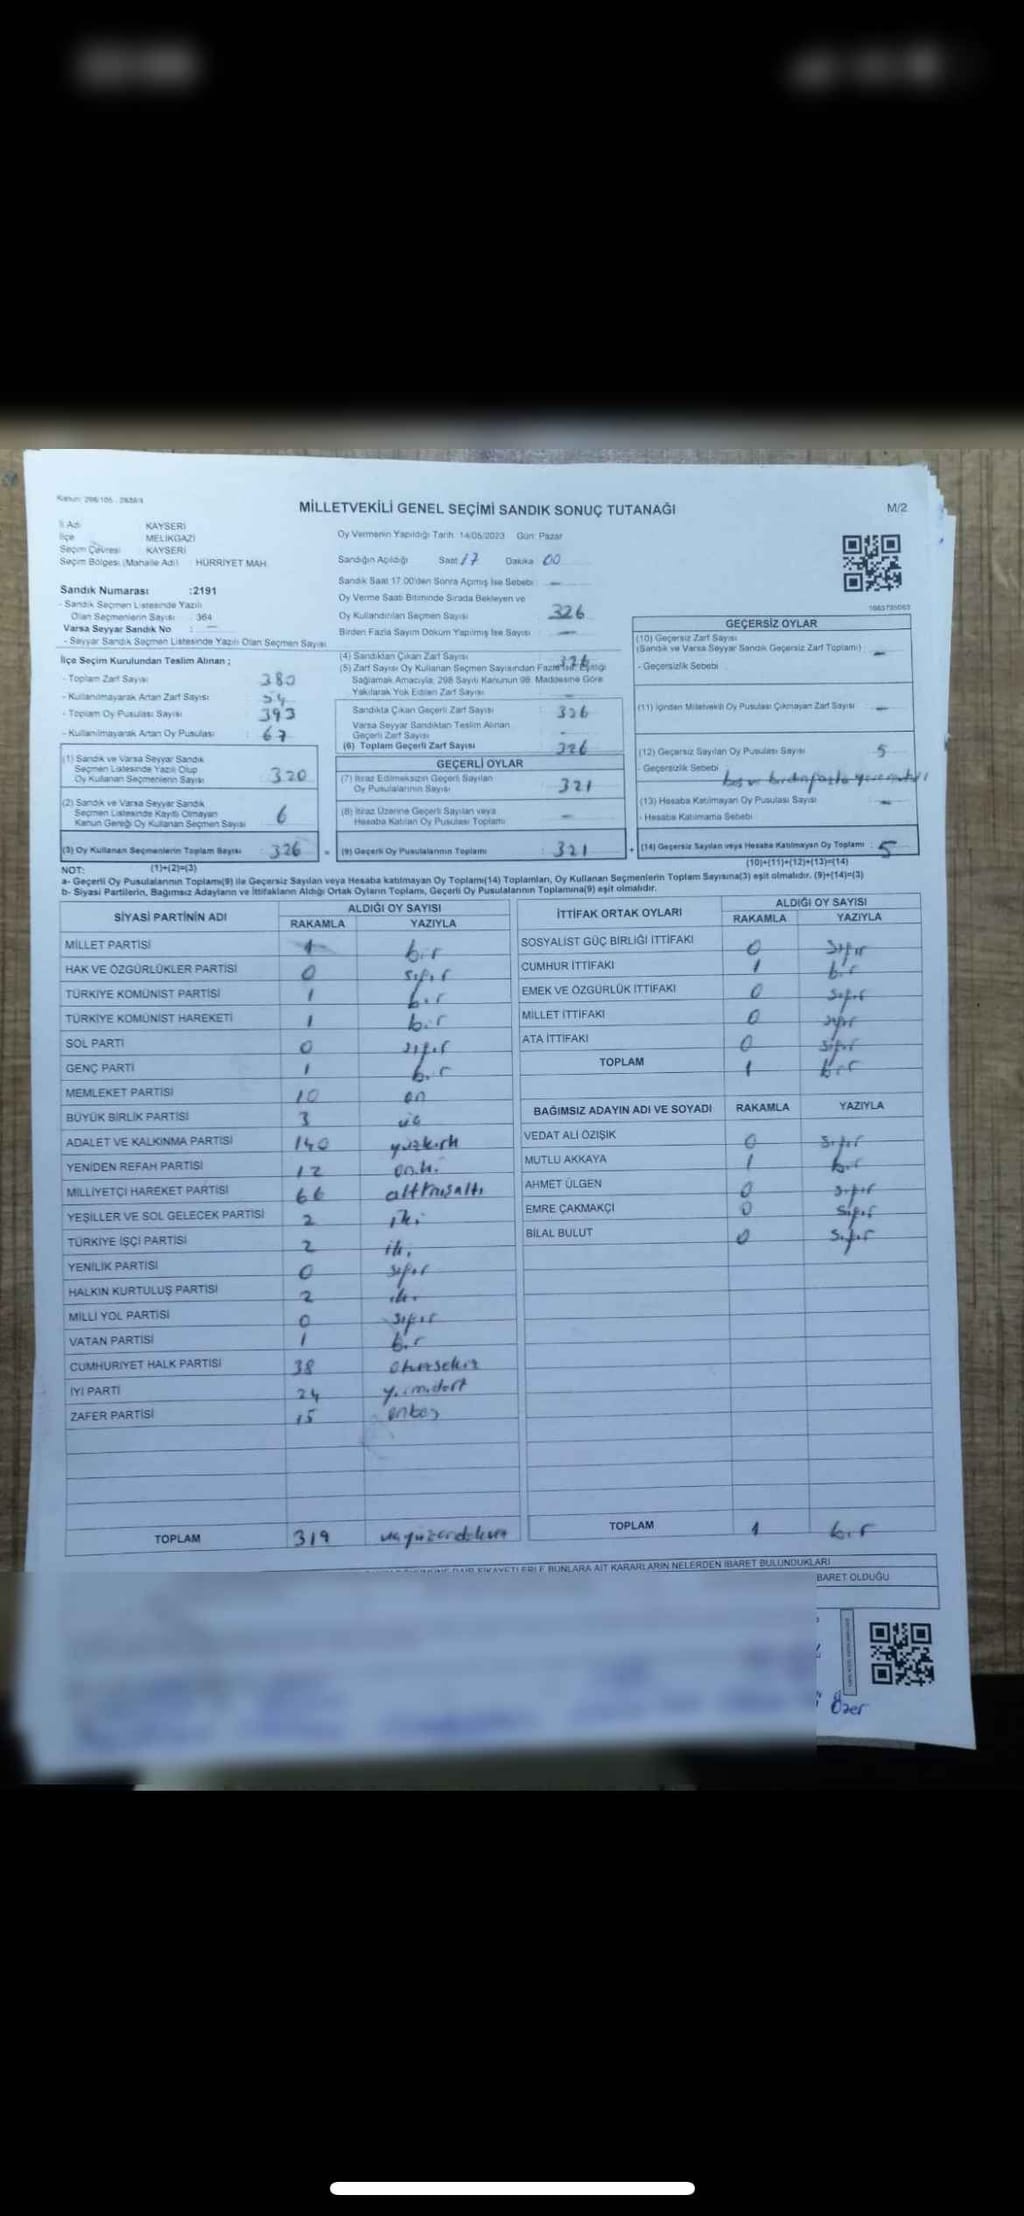 Kanun: 298/105 - 2839/4
MİLLETVEKİLİ GENEL SEÇİMİ SANDIK SONUÇ TUTANAĞI
M/2
İl Adı KAYSERİ
İlçe MELİKGAZİ
Seçim Çevresi KAYSERİ
Seçim Bölgesi (Mahalle Adı) : HÜRRİYET MAH.
Oy Vermenin Yapıldığı Tarih: 14/05/2023 Gün: Pazar
Sandığın Açıldığı Saat 17 Dakika 00
Sandık Saat 17.00'den Sonra Açılmış İse Sebebi : —
Oy Verme Saati Bitiminde Sırada Bekleyen ve
Oy Kullandırılan Seçmen Sayısı : 326
Birden Fazla Sayım Döküm Yapılmış İse Sayısı : —
Sandık Numarası :2191
- Sandık Seçmen Listesinde Yazılı
Olan Seçmenlerin Sayısı : 364
Varsa Seyyar Sandık No : —
- Seyyar Sandık Seçmen Listesinde Yazılı Olan Seçmen Sayısı
İlçe Seçim Kurulundan Teslim Alınan ;
- Toplam Zarf Sayısı : 380
- Kullanılmayarak Artan Zarf Sayısı : 54
- Toplam Oy Pusulası Sayısı : 393
- Kullanılmayarak Artan Oy Pusulası : 67
(1) Sandık ve Varsa Seyyar Sandık
Seçmen Listesinde Yazılı Olup
Oy Kullanan Seçmenlerin Sayısı : 320
(2) Sandık ve Varsa Seyyar Sandık
Seçmen Listesinde Kayıtlı Olmayan
Kanun Gereği Oy Kullanan Seçmen Sayısı : 6
(3) Oy Kullanan Seçmenlerin Toplam Sayısı : 326
(4) Sandıktan Çıkan Zarf Sayısı : 326
(5) Zarf Sayısı Oy Kullanan Seçmen Sayısından Fazla İse, Eşitliği
Sağlamak Amacıyla, 298 Sayılı Kanunun 98. Maddesine Göre
Yakılarak Yok Edilen Zarf Sayısı : —
Sandıkta Çıkan Geçerli Zarf Sayısı : 326
Varsa Seyyar Sandıktan Teslim Alınan
Geçerli Zarf Sayısı : -
(6) Toplam Geçerli Zarf Sayısı : 326
GEÇERLİ OYLAR
(7) İtiraz Edilmeksizin Geçerli Sayılan
Oy Pusulalarının Sayısı : 321
(8) İtiraz Üzerine Geçerli Sayılan veya
Hesaba Katılan Oy Pusulası Toplamı : —
= (9) Geçerli Oy Pusulalarının Toplamı : 321
1663795063
GEÇERSİZ OYLAR
(10) Geçersiz Zarf Sayısı
(Sandık ve Varsa Seyyar Sandık Geçersiz Zarf Toplamı) : —
- Geçersizlik Sebebi :
(11) İçinden Milletvekili Oy Pusulası Çıkmayan Zarf Sayısı : —
(12) Geçersiz Sayılan Oy Pusulası Sayısı : 5
- Geçersizlik Sebebi : boş ve birden fazla yere
(13) Hesaba Katılmayan Oy Pusulası Sayısı : —
- Hesaba Katılmama Sebebi :
+ (14) Geçersiz Sayılan veya Hesaba Katılmayan Oy Toplamı : 5
NOT: (1)+(2)=(3)
(10)+(11)+(12)+(13)=(14)
a- Geçerli Oy Pusulalarının Toplamı(9) ile Geçersiz Sayılan veya Hesaba katılmayan Oy Toplamı(14) Toplamları, Oy Kullanan Seçmenlerin Toplam Sayısına(3) eşit olmalıdır. (9)+(14)=(3)
b- Siyasi Partilerin, Bağımsız Adayların ve İttifakların Aldığı Ortak Oyların Toplamı, Geçerli Oy Pusulalarının Toplamına(9) eşit olmalıdır.
SİYASİ PARTİNİN ADI
ALDIĞI OY SAYISI
RAKAMLA YAZIYLA
MİLLET PARTİSİ 1 bir
HAK VE ÖZGÜRLÜKLER PARTİSİ 0 sıfır
TÜRKİYE KOMÜNİST PARTİSİ 1 bir
TÜRKİYE KOMÜNİST HAREKETİ 1 bir
SOL PARTİ 0 sıfır
GENÇ PARTİ 1 bir
MEMLEKET PARTİSİ 10 on
BÜYÜK BİRLİK PARTİSİ 3 üç
ADALET VE KALKINMA PARTİSİ 140 yüzkırk
YENİDEN REFAH PARTİSİ 12 oniki
MİLLİYETÇİ HAREKET PARTİSİ 66 altmışaltı
YEŞİLLER VE SOL GELECEK PARTİSİ 2 iki
TÜRKİYE İŞÇİ PARTİSİ 2 iki
YENİLİK PARTİSİ 0 sıfır
HALKIN KURTULUŞ PARTİSİ 2 iki
MİLLİ YOL PARTİSİ 0 sıfır
VATAN PARTİSİ 1 bir
CUMHURİYET HALK PARTİSİ 38 otuzsekiz
İYİ PARTİ 24 yirmidört
ZAFER PARTİSİ 15 onbeş
TOPLAM 319 üçyüzondokuz
İTTİFAK ORTAK OYLARI
ALDIĞI OY SAYISI
RAKAMLA YAZIYLA
SOSYALİST GÜÇ BİRLİĞİ İTTİFAKI 0 sıfır
CUMHUR İTTİFAKI 1 bir
EMEK VE ÖZGÜRLÜK İTTİFAKI 0 sıfır
MİLLET İTTİFAKI 0 sıfır
ATA İTTİFAKI 0 sıfır
TOPLAM 1 bir
BAĞIMSIZ ADAYIN ADI VE SOYADI RAKAMLA YAZIYLA
VEDAT ALİ ÖZIŞIK 0 sıfır
MUTLU AKKAYA 1 bir
AHMET ÜLGEN 0 sıfır
EMRE ÇAKMAKÇI 0 sıfır
BİLAL BULUT 0 sıfır
TOPLAM 1 bir
ŞİKAYETLERLE BUNLARA AİT KARARLARIN NELERDEN İBARET BULUNDUKLARI
BARET OLDUĞU
Özer